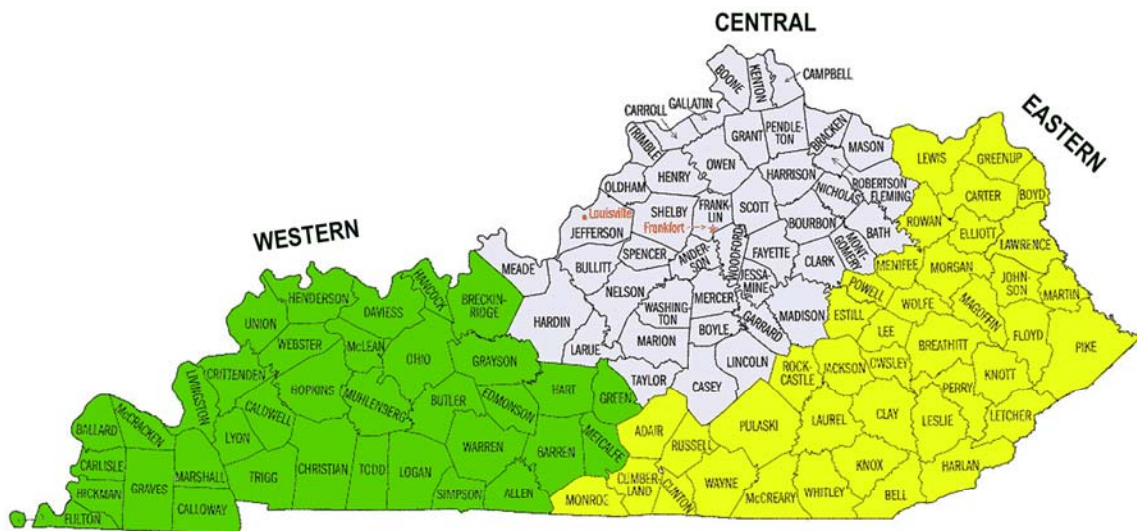 CENTRAL
EASTERN
WESTERN
BOONE
KENTON
CAMPBELL
GALLATIN
CARROLL
TRIMBLE
GRANT
PENDLE-
TON
BRACKEN
MASON
OWEN
HENRY
OLDHAM
HARRISON
ROBERTSON
FLEMING
NICHOLAS
Louisville
JEFFERSON
SHELBY
FRANK-
LIN
Frankfort
SCOTT
BOURBON
BATH
MEADE
BULLITT
SPENCER
ANDER-
SON
WOODFORD
FAYETTE
MONT-
GOMERY
CLARK
JESSA-
MINE
HARDIN
NELSON
WASHING-
TON
MERCER
MADISON
BOYLE
GARRARD
LARUE
MARION
LINCOLN
TAYLOR
CASEY
LEWIS
GREENUP
CARTER
BOYD
ROWAN
ELLIOTT
LAWRENCE
MENIFEE
MORGAN
JOHN-
SON
MARTIN
POWELL
WOLFE
MAGOFFIN
ESTILL
LEE
FLOYD
PIKE
BREATHITT
ROCK-
CASTLE
JACKSON
OWSLEY
KNOTT
PERRY
ADAIR
PULASKI
LAUREL
CLAY
LESLIE
LETCHER
RUSSELL
HARLAN
KNOX
CUMBER-
LAND
CLINTON
WAYNE
McCREARY
WHITLEY
BELL
MONROE
HANCOCK
BRECKIN-
RIDGE
HENDERSON
DAVIESS
UNION
WEBSTER
McLEAN
OHIO
GRAYSON
CRITTENDEN
LIVINGSTON
HOPKINS
MUHLENBERG
BUTLER
EDMONSON
HART
GREEN
METCALFE
CALDWELL
LYON
McCRACKEN
BALLARD
WARREN
BARREN
CARLISLE
MARSHALL
TRIGG
CHRISTIAN
TODD
LOGAN
SIMPSON
ALLEN
HICKMAN
GRAVES
CALLOWAY
FULTON